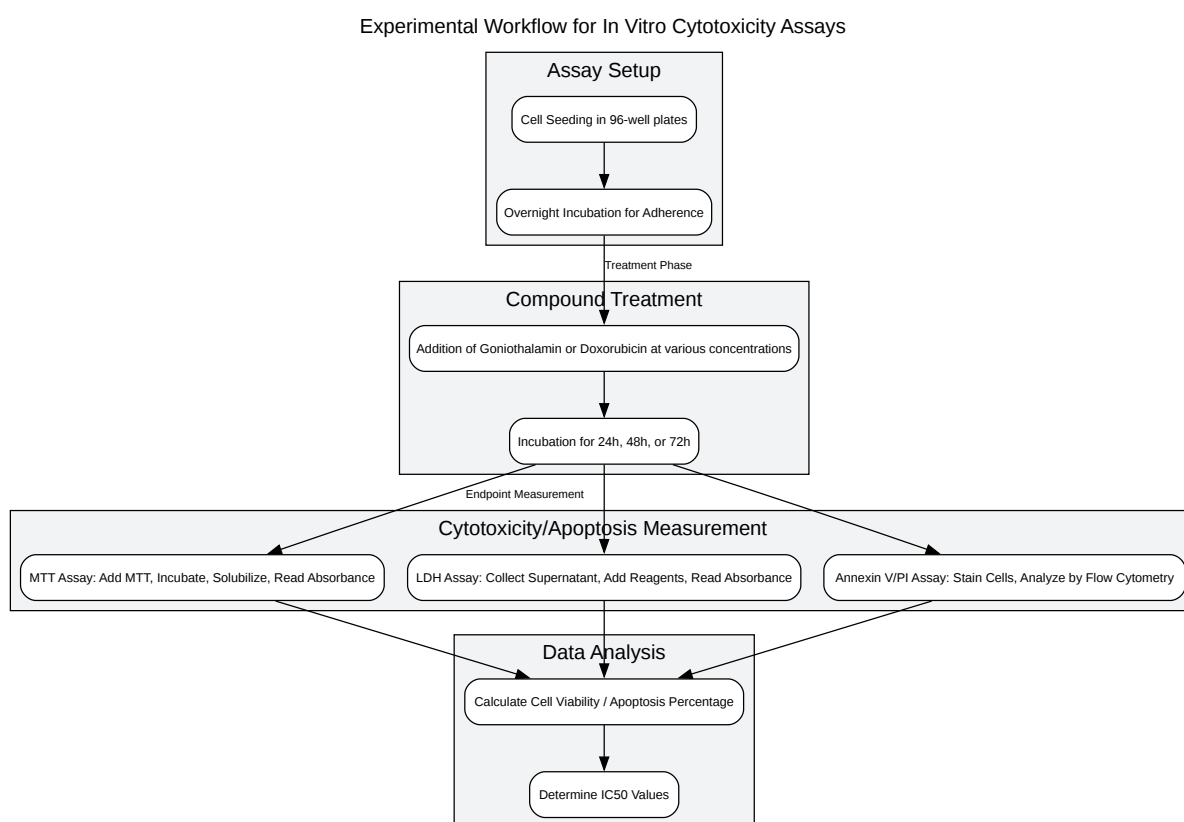 Experimental Workflow for In Vitro Cytotoxicity Assays
Assay Setup
Cell Seeding in 96-well plates
Overnight Incubation for Adherence
Treatment Phase
Compound Treatment
Addition of Goniothalamin or Doxorubicin at various concentrations
Incubation for 24h, 48h, or 72h
Endpoint Measurement
Cytotoxicity/Apoptosis Measurement
MTT Assay: Add MTT, Incubate, Solubilize, Read Absorbance
LDH Assay: Collect Supernatant, Add Reagents, Read Absorbance
Annexin V/PI Assay: Stain Cells, Analyze by Flow Cytometry
Data Analysis
Calculate Cell Viability / Apoptosis Percentage
Determine IC50 Values